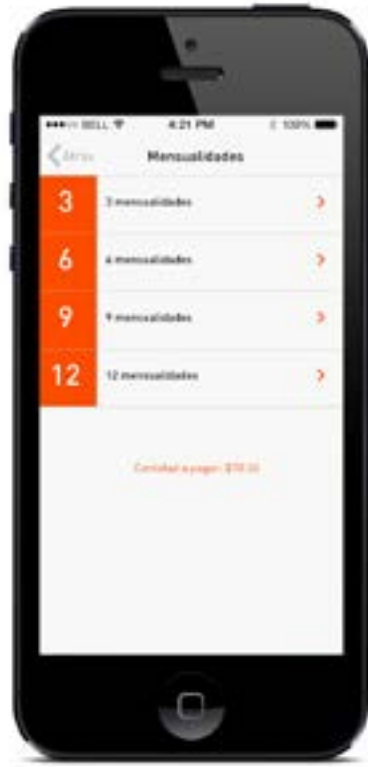 BELL 4:21 PM 100%
Atras Mensualidades
3 3 mensualidades
6 6 mensualidades
9 9 mensualidades
12 12 mensualidades
Cantidad a pagar: